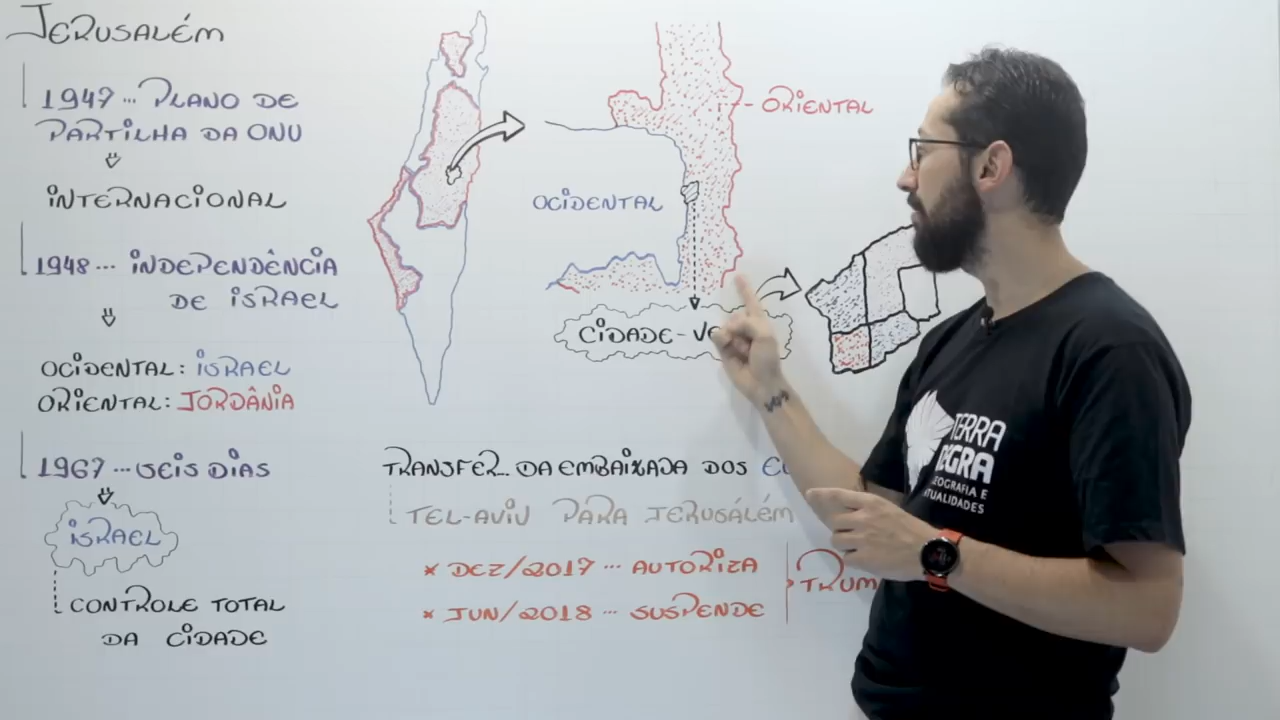 JERUSALÉM
1947... PLANO DE
PARTILHA DA ONU
INTERNACIONAL
1948... INDEPENDÊNCIA
DE ISRAEL
OCIDENTAL: ISRAEL
ORIENTAL: JORDÂNIA
1967... SEIS DIAS
ISRAEL
CONTROLE TOTAL
DA CIDADE
ORIENTAL
OCIDENTAL
CIDADE-
TRANSFER. DA EMBAIXADA DOS
TEL-AVIV PARA JERUSÁLÉM
* DEZ/2017 ... AUTORIZA
* JUN/2018 ... SUSPENDE
TRUM
TERRA
NEGRA
GEOGRAFIA E
ATUALIDADES